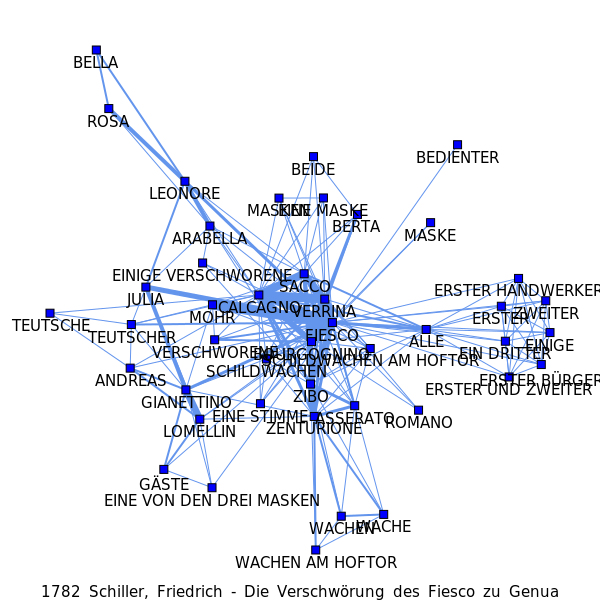 BELLA
ROSA
BEDIENTER
BEIDE
LEONORE
MASKEN
EINE MASKE
BERTA
MASKE
ARABELLA
EINIGE VERSCHWORENE
SACCO
ERSTER HANDWERKER
JULIA
CALCAGNO
VERRINA
ZWEITER
MOHR
ERSTER
TEUTSCHE
TEUTSCHER
FIESCO
ALLE
EINIGE
VERSCHWORENE
BOURGOGNINO
EIN DRITTER
SCHILDWACHEN AM HOFTOR
SCHILDWACHEN
ANDREAS
ERSTER BÜRGER
ERSTER UND ZWEITER
ZIBO
GIANETTINO
EINE STIMME
ASSERATO
ROMANO
LOMELLIN
ZENTURIONE
GÄSTE
EINE VON DEN DREI MASKEN
WACHEN
WACHE
WACHEN AM HOFTOR
1782 Schiller, Friedrich - Die Verschwörung des Fiesco zu Genua